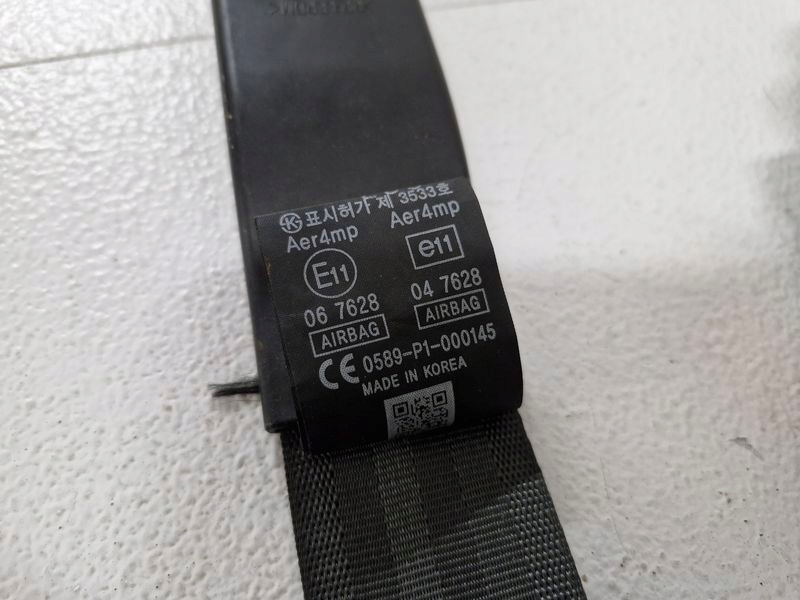 K 표시허가 제 3533호
Aer4mp Aer4mp
E11 e11
06 7628 04 7628
AIRBAG AIRBAG
CE 0589-P1-000145
MADE IN KOREA